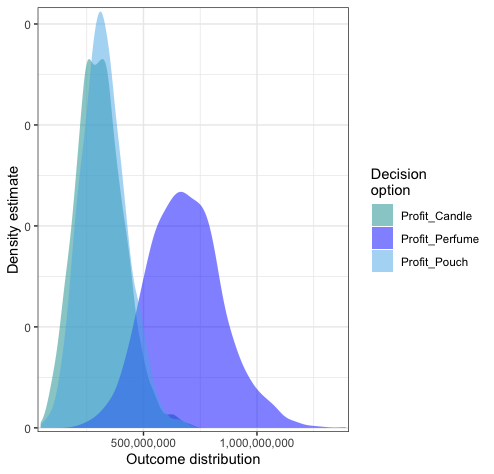 0
0
0
0
0
Density estimate
500,000,000
1,000,000,000
Outcome distribution
Decision
option
Profit_Candle
Profit_Perfume
Profit_Pouch